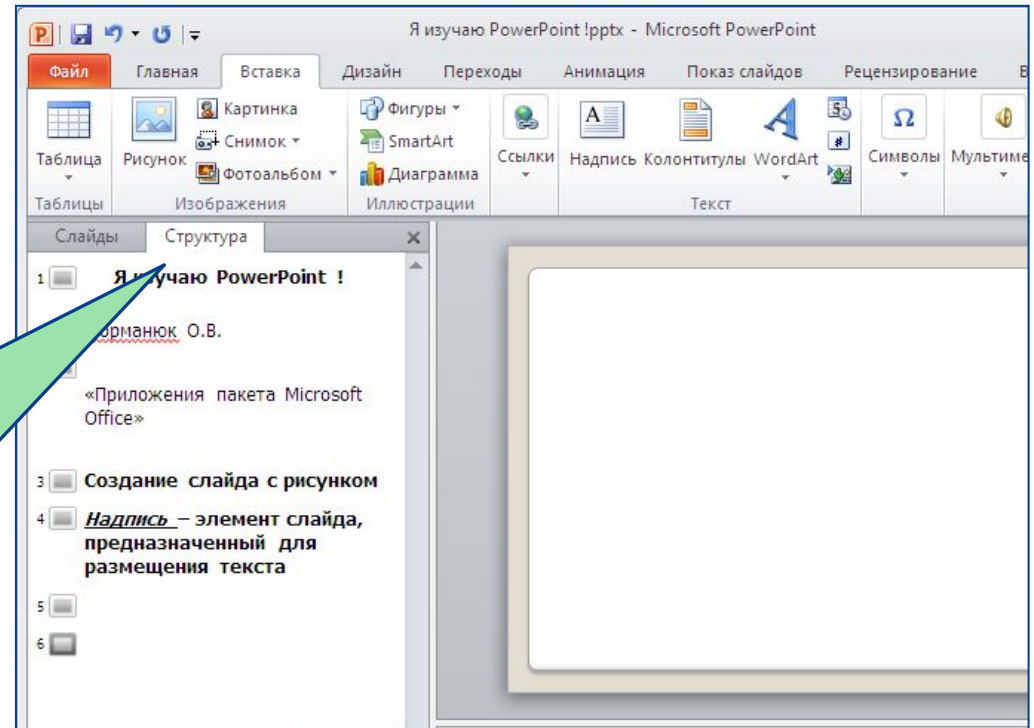 Я изучаю PowerPoint !pptx - Microsoft PowerPoint
Файл Главная Вставка Дизайн Переходы Анимация Показ слайдов Рецензирование В
Таблица
Рисунок
Картинка
Снимок
Фотоальбом
Фигуры
SmartArt
Диаграмма
Ссылки
Надпись Колонтитулы WordArt
Символы
Мультиме
Таблицы Изображения Иллюстрации Текст
Слайды Структура
1 Я изучаю PowerPoint !
О.В.
«Приложения пакета Microsoft
Office»
3 Создание слайда с рисунком
4 Надпись – элемент слайда,
предназначенный для
размещения текста
5
6